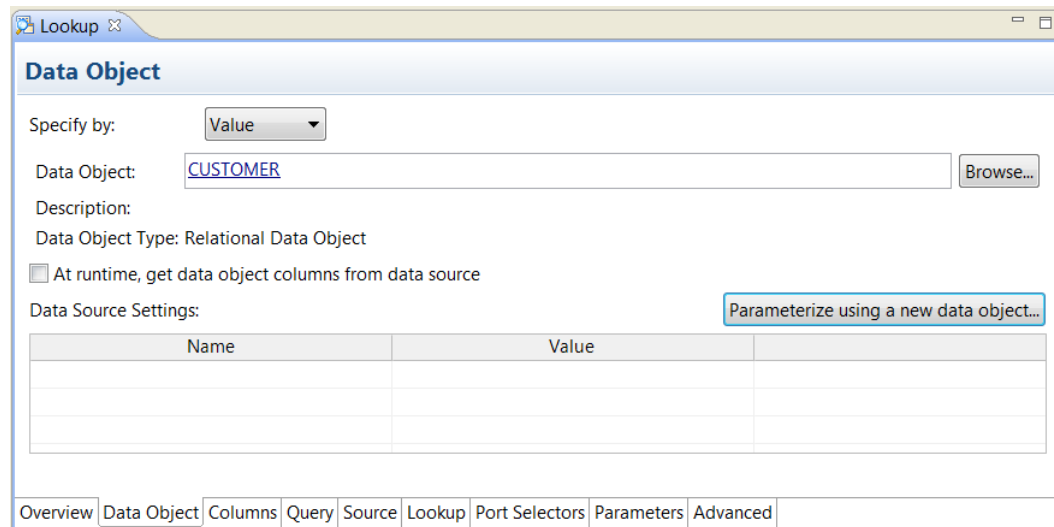 Lookup
Data Object
Specify by: Value
Data Object: CUSTOMER Browse...
Description:
Data Object Type: Relational Data Object
At runtime, get data object columns from data source
Data Source Settings: Parameterize using a new data object...
Name Value
Overview Data Object Columns Query Source Lookup Port Selectors Parameters Advanced